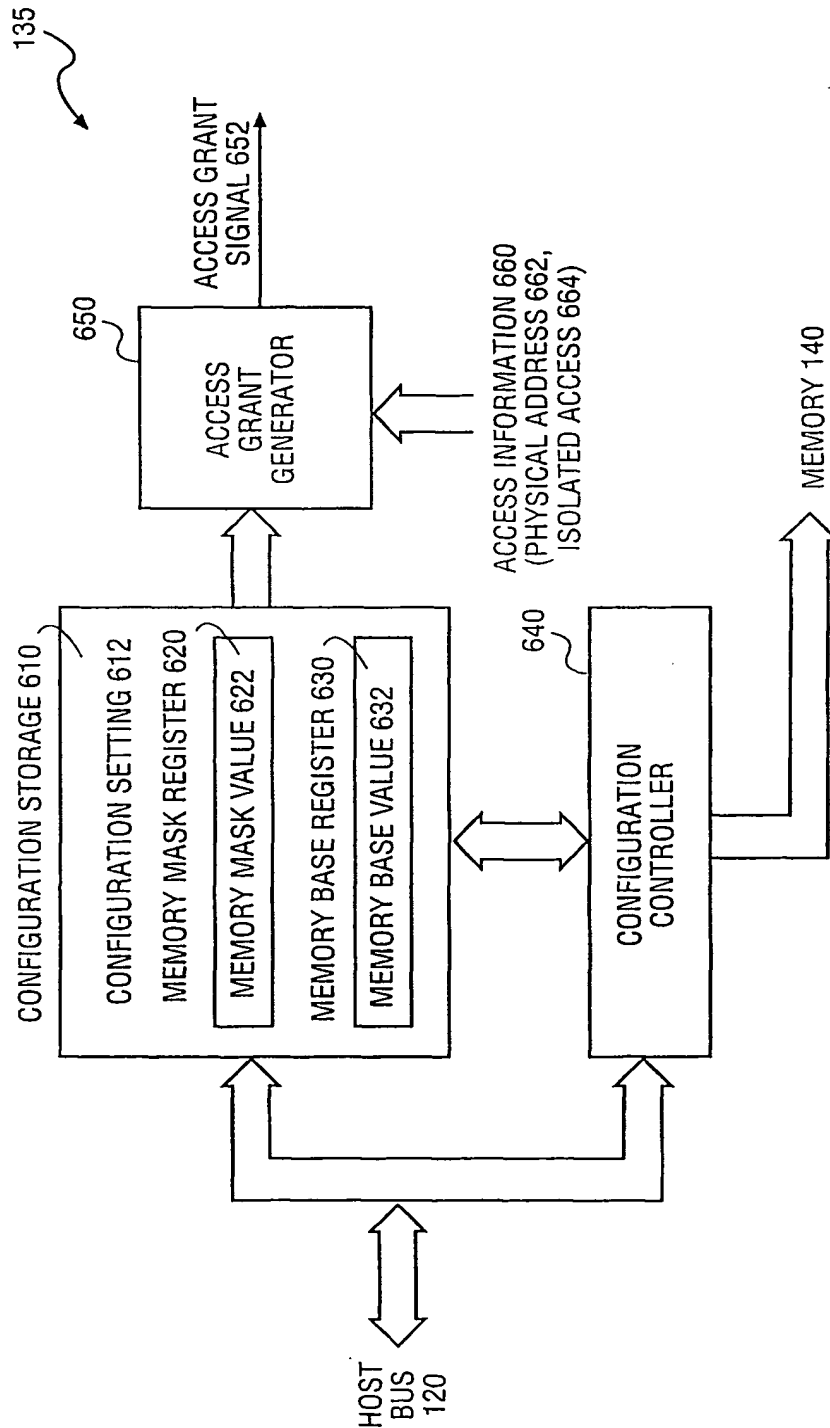 135
CONFIGURATION STORAGE 610
CONFIGURATION SETTING 612
MEMORY MASK REGISTER 620
MEMORY MASK VALUE 622
MEMORY BASE REGISTER 630
MEMORY BASE VALUE 632
650
ACCESS
GRANT
GENERATOR
ACCESS GRANT
SIGNAL 652
ACCESS INFORMATION 660
(PHYSICAL ADDRESS 662,
ISOLATED ACCESS 664)
HOST
BUS
120
640
CONFIGURATION
CONTROLLER
MEMORY 140